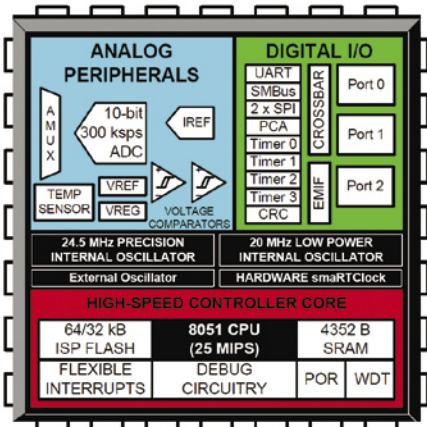 ANALOG
PERIPHERALS
A
M
U
X
10-bit
300 ksps
ADC
IREF
TEMP
SENSOR
VREF
VREG
VOLTAGE
COMPARATORS
DIGITAL I/O
UART
SMBus
2 x SPI
PCA
Timer 0
Timer 1
Timer 2
Timer 3
CRC
CROSSBAR
EMIF
Port 0
Port 1
Port 2
24.5 MHz PRECISION
INTERNAL OSCILLATOR
20 MHz LOW POWER
INTERNAL OSCILLATOR
External Oscillator
HARDWARE smaRTClock
HIGH-SPEED CONTROLLER CORE
64/32 kB
ISP FLASH
8051 CPU
(25 MIPS)
4352 B
SRAM
FLEXIBLE
INTERRUPTS
DEBUG
CIRCUITRY
POR
WDT